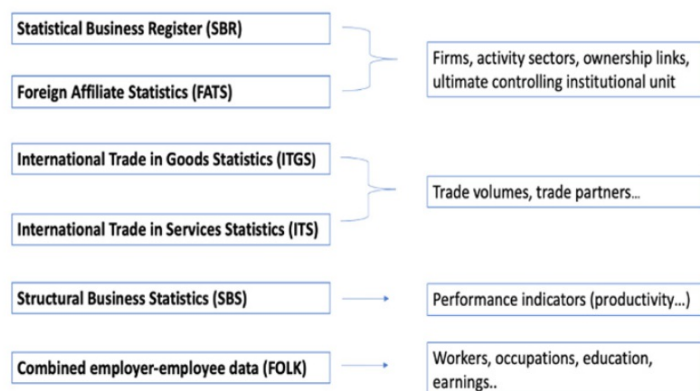 Statistical Business Register (SBR)
Firms, activity sectors, ownership links,
ultimate controlling institutional unit
Foreign Affiliate Statistics (FATS)
International Trade in Goods Statistics (ITGS)
Trade volumes, trade partners...
International Trade in Services Statistics (ITS)
Structural Business Statistics (SBS)
Performance indicators (productivity...)
Combined employer-employee data (FOLK)
Workers, occupations, education,
earnings..